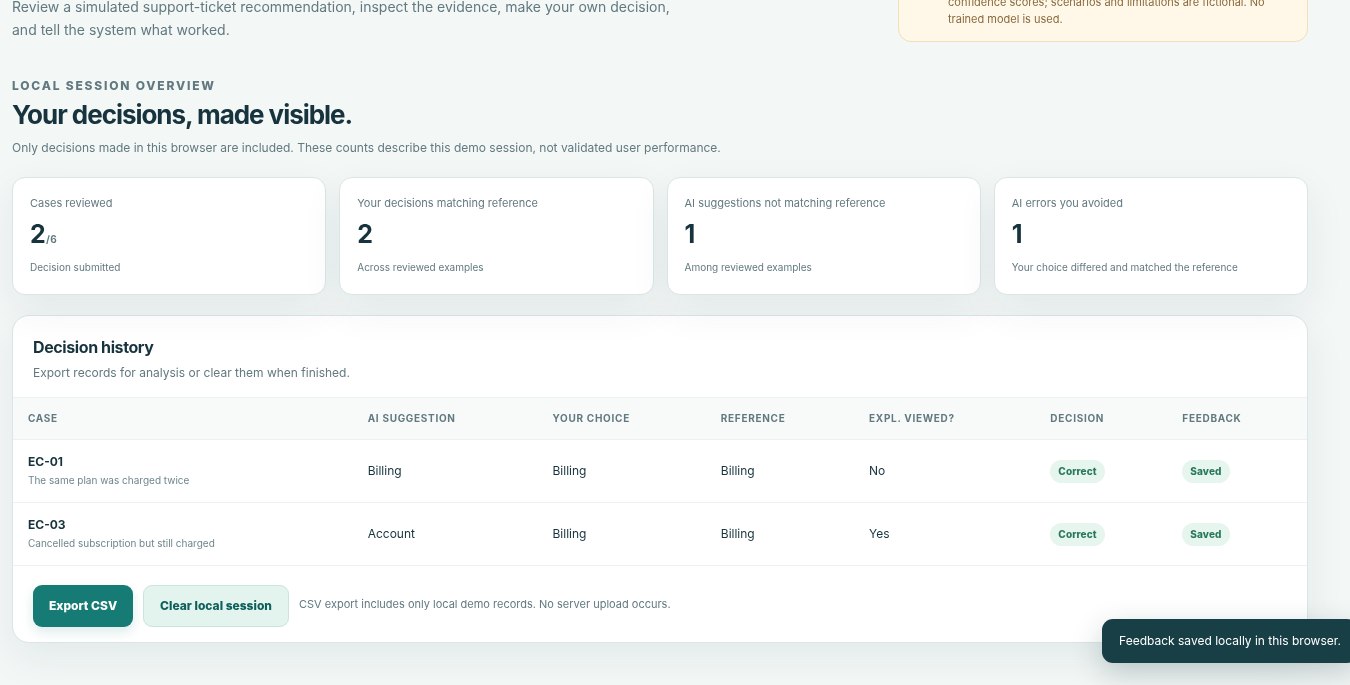 Review a simulated support-ticket recommendation, inspect the evidence, make your own decision,
and tell the system what worked.
confidence scores; scenarios and limitations are fictional. No
trained model is used.
LOCAL SESSION OVERVIEW
Your decisions, made visible.
Only decisions made in this browser are included. These counts describe this demo session, not validated user performance.
Cases reviewed
2/6
Decision submitted
Your decisions matching reference
2
Across reviewed examples
AI suggestions not matching reference
1
Among reviewed examples
AI errors you avoided
1
Your choice differed and matched the reference
Decision history
Export records for analysis or clear them when finished.
CASE AI SUGGESTION YOUR CHOICE REFERENCE EXPL. VIEWED? DECISION FEEDBACK
EC-01
The same plan was charged twice
Billing Billing Billing No Correct Saved
EC-03
Cancelled subscription but still charged
Account Billing Billing Yes Correct Saved
Export CSV Clear local session CSV export includes only local demo records. No server upload occurs.
Feedback saved locally in this browser.